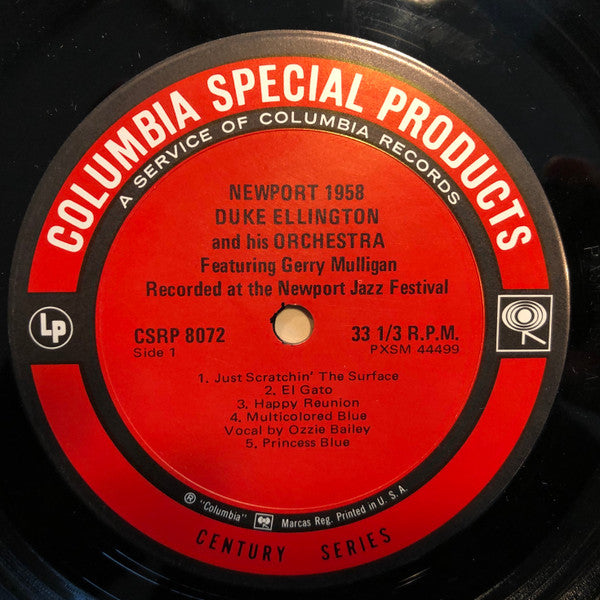 COLUMBIA SPECIAL PRODUCTS
A SERVICE OF COLUMBIA RECORDS
NEWPORT 1958
DUKE ELLINGTON
and his ORCHESTRA
Featuring Gerry Mulligan
Recorded at the Newport Jazz Festival
LP
CSRP 8072 33 1/3 R.P.M.
Side 1 PXSM 44499
1. Just Scratchin' The Surface
2. El Gato
3. Happy Reunion
4. Multicolored Blue
Vocal by Ozzie Bailey
5. Princess Blue
® "Columbia" Marcas Reg. Printed in U. S. A.
CENTURY SERIES